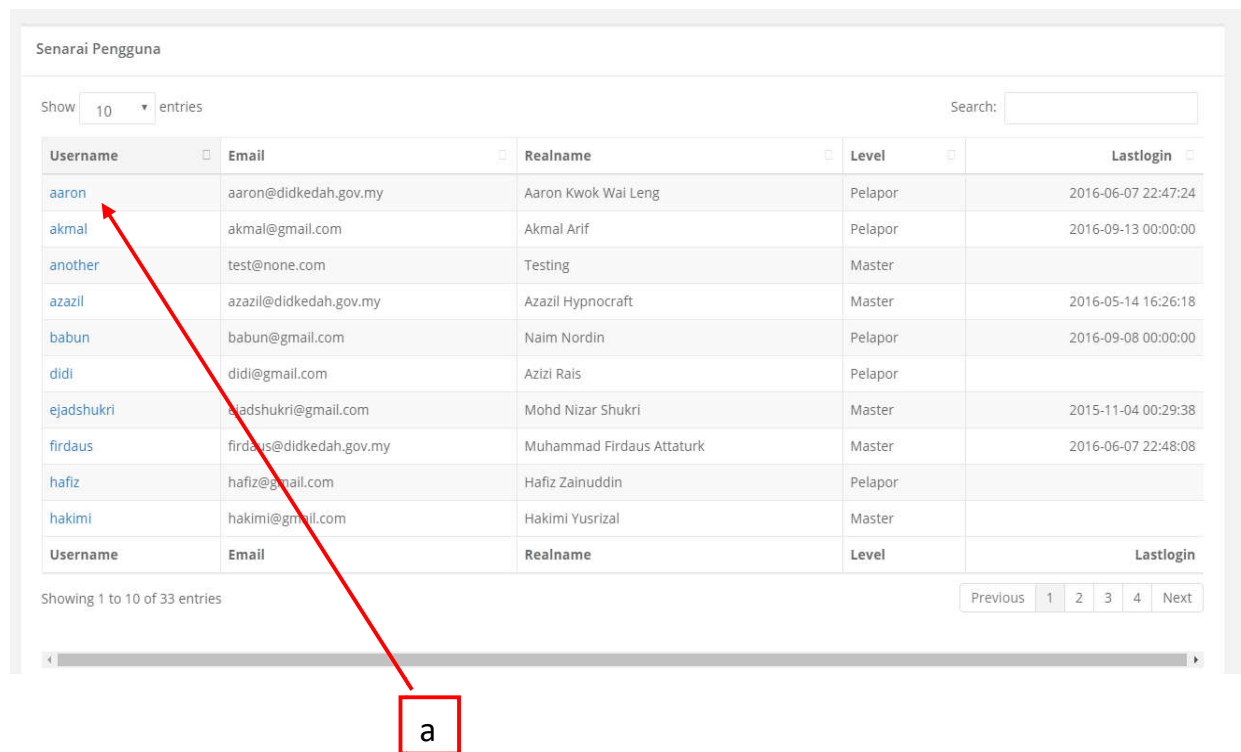 Senarai Pengguna
Show 10 entries Search:
Username Email Realname Level Lastlogin
aaron aaron@didkedah.gov.my Aaron Kwok Wai Leng Pelapor 2016-06-07 22:47:24
akmal akmal@gmail.com Akmal Arif Pelapor 2016-09-13 00:00:00
another test@none.com Testing Master
azazil azazil@didkedah.gov.my Azazil Hypnocraft Master 2016-05-14 16:26:18
babun babun@gmail.com Naim Nordin Pelapor 2016-09-08 00:00:00
didi didi@gmail.com Azizi Rais Pelapor
ejadshukri ejadshukri@gmail.com Mohd Nizar Shukri Master 2015-11-04 00:29:38
firdaus firdaus@didkedah.gov.my Muhammad Firdaus Attaturk Master 2016-06-07 22:48:08
hafiz hafiz@gmail.com Hafiz Zainuddin Pelapor
hakimi hakimi@gmail.com Hakimi Yusrizal Master
Username Email Realname Level Lastlogin
Showing 1 to 10 of 33 entries Previous 1 2 3 4 Next
a